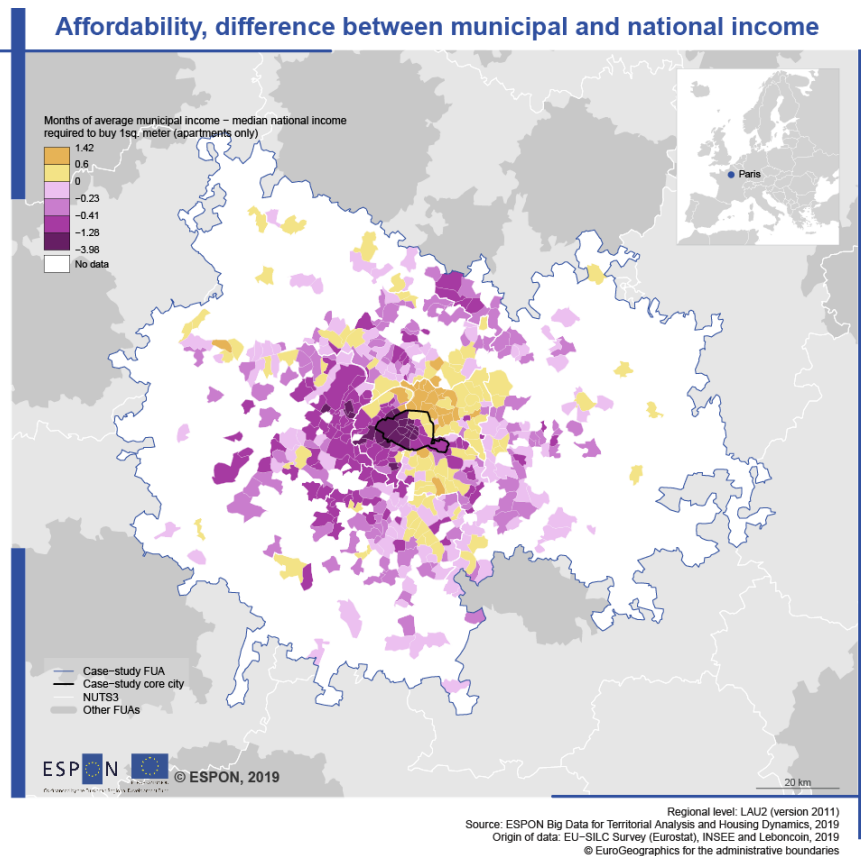 Affordability, difference between municipal and national income
Months of average municipal income − median national income
required to buy 1sq. meter (apartments only)
1.42
0.6
0
−0.23
−0.41
−1.28
−3.98
No data
Paris
Case-study FUA
Case-study core city
NUTS3
Other FUAs
ESPON
© ESPON, 2019
20 km
Regional level: LAU2 (version 2011)
Source: ESPON Big Data for Territorial Analysis and Housing Dynamics, 2019
Origin of data: EU−SILC Survey (Eurostat), INSEE and Leboncoin, 2019
© EuroGeographics for the administrative boundaries